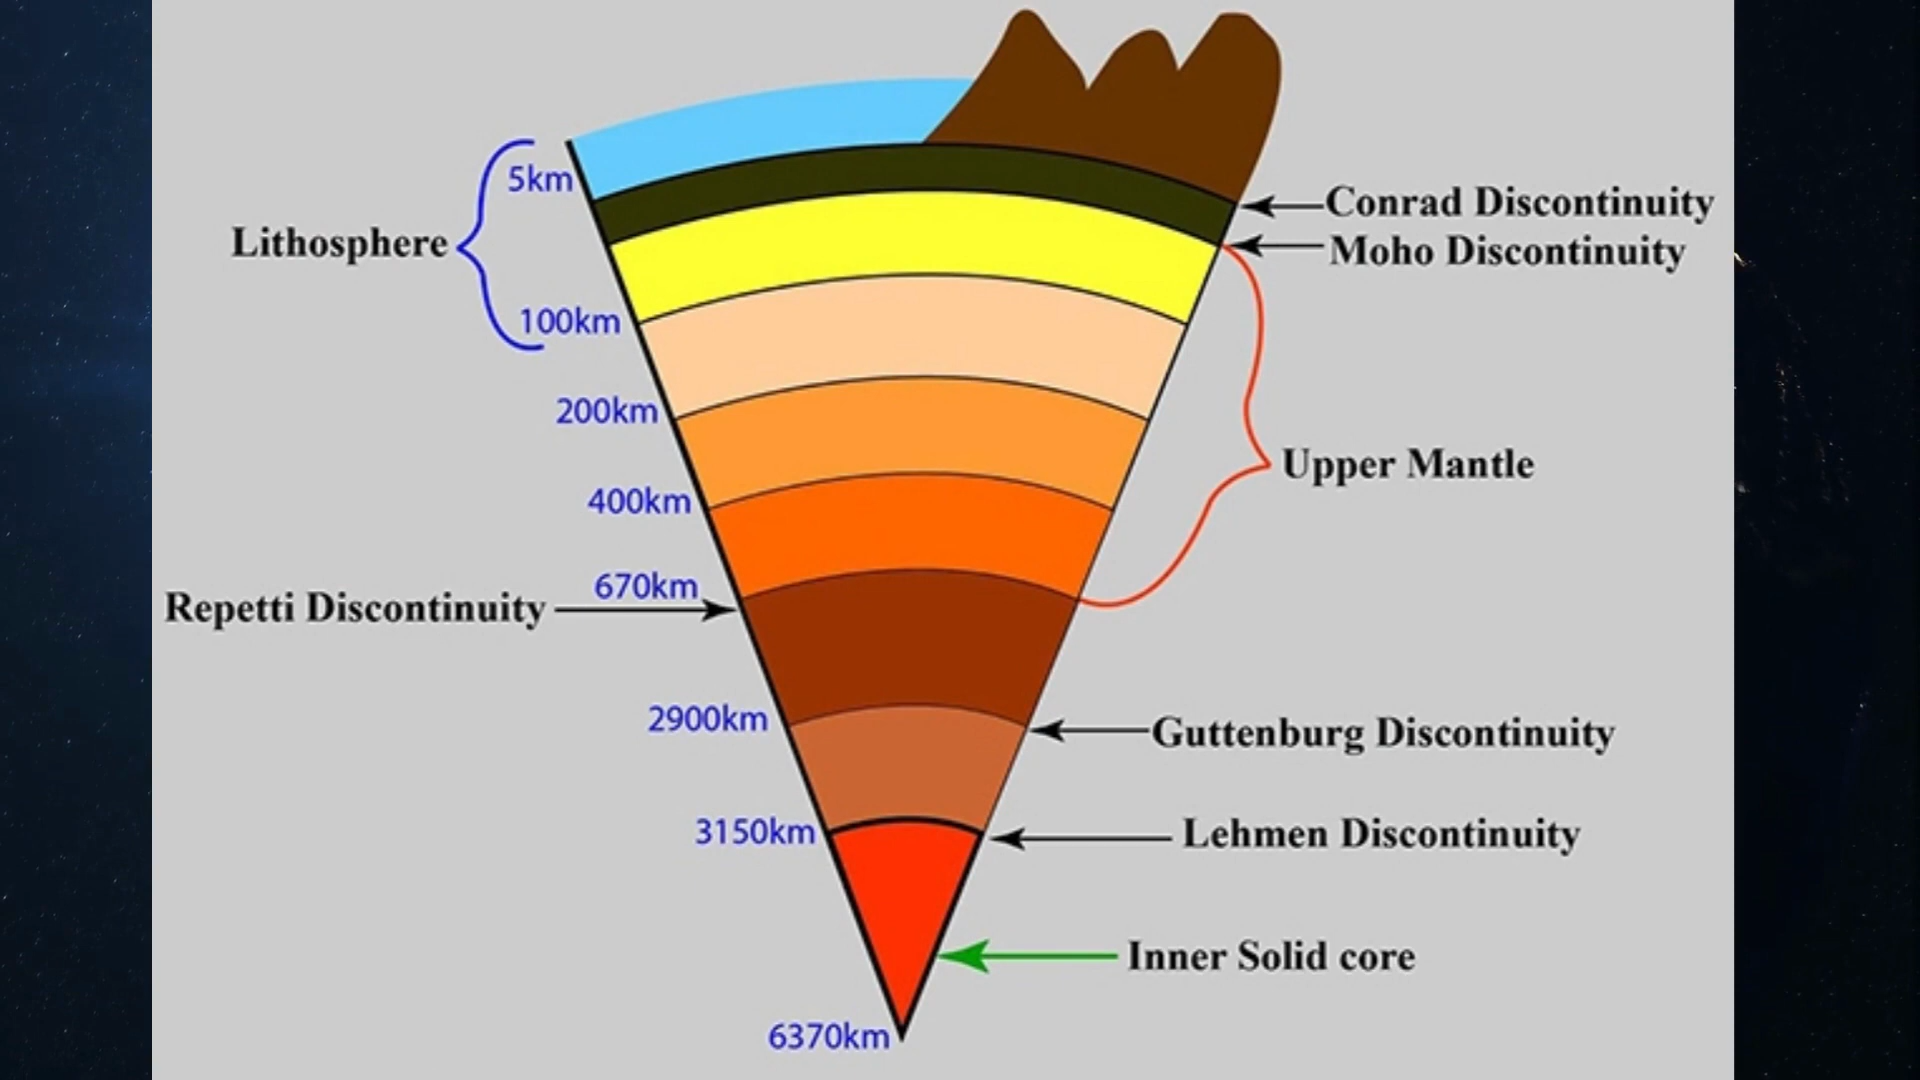 5km
Conrad Discontinuity
Lithosphere
Moho Discontinuity
100km
200km
Upper Mantle
400km
670km
Repetti Discontinuity
2900km
Guttenburg Discontinuity
3150km
Lehmen Discontinuity
Inner Solid core
6370km